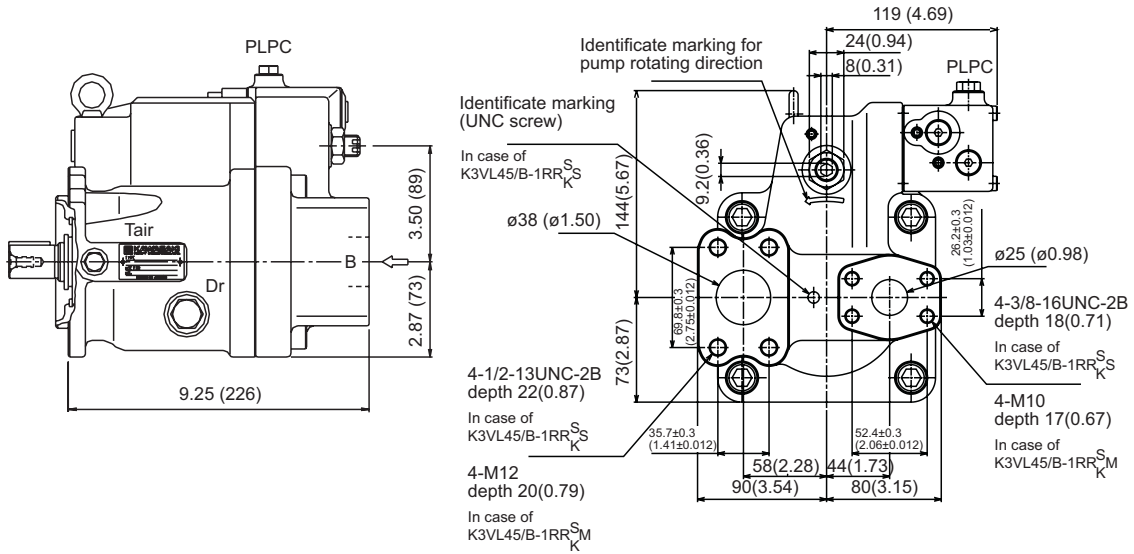 PLPC
Tair
Dr
B
3.50 (89)
2.87 (73)
9.25 (226)
119 (4.69)
24(0.94)
8(0.31)
PLPC
Identificate marking for
pump rotating direction
Identificate marking
(UNC screw)
In case of
K3VL45/B-1RR S K S
ø38 (ø1.50)
9.2(0.36)
144(5.67)
73(2.87)
69.8±0.3
(2.75±0.012)
26.2±0.3
(1.03±0.012)
ø25 (ø0.98)
4-3/8-16UNC-2B
depth 18(0.71)
In case of
K3VL45/B-1RR S K S
4-M10
depth 17(0.67)
In case of
K3VL45/B-1RR S K M
4-1/2-13UNC-2B
depth 22(0.87)
In case of
K3VL45/B-1RR S K S
4-M12
depth 20(0.79)
In case of
K3VL45/B-1RR S K M
35.7±0.3
(1.41±0.012)
52.4±0.3
(2.06±0.012)
58(2.28)
44(1.73)
90(3.54)
80(3.15)